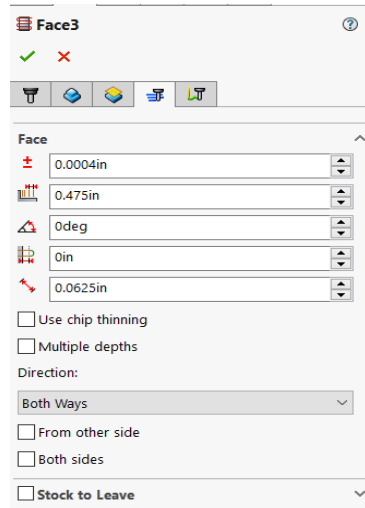 Face3
Face
0.0004in
0.475in
0deg
0in
0.0625in
Use chip thinning
Multiple depths
Direction:
Both Ways
From other side
Both sides
Stock to Leave